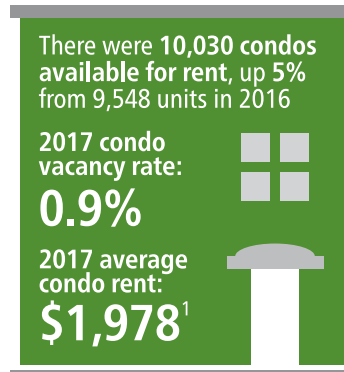 There were 10,030 condos
available for rent, up 5%
from 9,548 units in 2016
2017 condo
vacancy rate:
0.9%
2017 average
condo rent:
$1,978¹